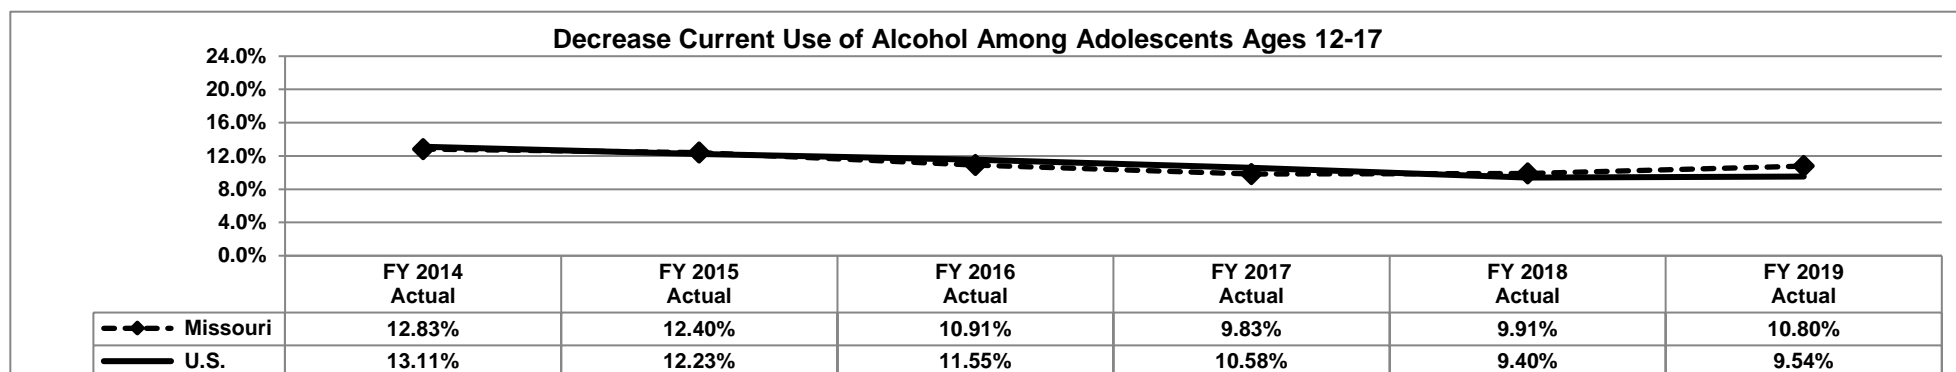 Decrease Current Use of Alcohol Among Adolescents Ages 12-17
24.0%
20.0%
16.0%
12.0%
8.0%
4.0%
0.0%
FY 2014 FY 2015 FY 2016 FY 2017 FY 2018 FY 2019
Actual Actual Actual Actual Actual Actual
Missouri 12.83% 12.40% 10.91% 9.83% 9.91% 10.80%
U.S. 13.11% 12.23% 11.55% 10.58% 9.40% 9.54%